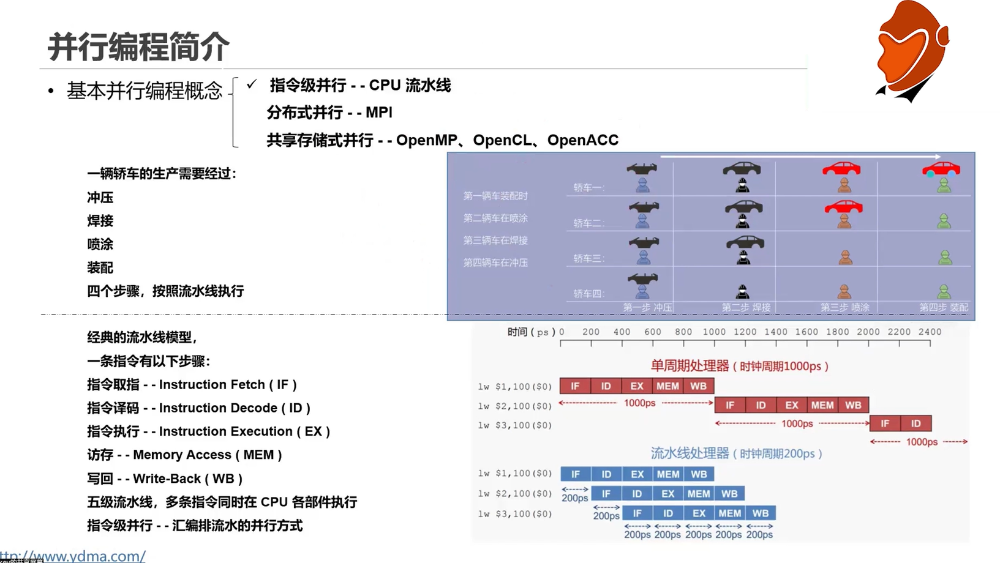 并行编程简介
• 基本并行编程概念
✓ 指令级并行 - - CPU 流水线
分布式并行 - - MPI
共享存储式并行 - - OpenMP、OpenCL、OpenACC
一辆轿车的生产需要经过：
冲压
焊接
喷涂
装配
四个步骤，按照流水线执行
第一辆车装配时
第二辆车在喷涂
第三辆车在焊接
第四辆车在冲压
轿车一：
轿车二：
轿车三：
轿车四：
第一步 冲压 第二步 焊接 第三步 喷涂 第四步 装配
经典的流水线模型，
一条指令有以下步骤：
指令取指 - - Instruction Fetch ( IF )
指令译码 - - Instruction Decode ( ID )
指令执行 - - Instruction Execution ( EX )
访存 - - Memory Access ( MEM )
写回 - - Write-Back ( WB )
五级流水线，多条指令同时在 CPU 各部件执行
指令级并行 - - 汇编排流水的并行方式
时间（ps）0 200 400 600 800 1000 1200 1400 1600 1800 2000 2200 2400
单周期处理器（时钟周期1000ps）
lw $1,100($0) IF ID EX MEM WB
1000ps
lw $2,100($0) IF ID EX MEM WB
1000ps
lw $3,100($0) IF ID
1000ps
流水线处理器（时钟周期200ps）
lw $1,100($0) IF ID EX MEM WB
200ps
lw $2,100($0) IF ID EX MEM WB
200ps
lw $3,100($0) IF ID EX MEM WB
200ps 200ps 200ps 200ps 200ps
ttp://www.ydma.com/